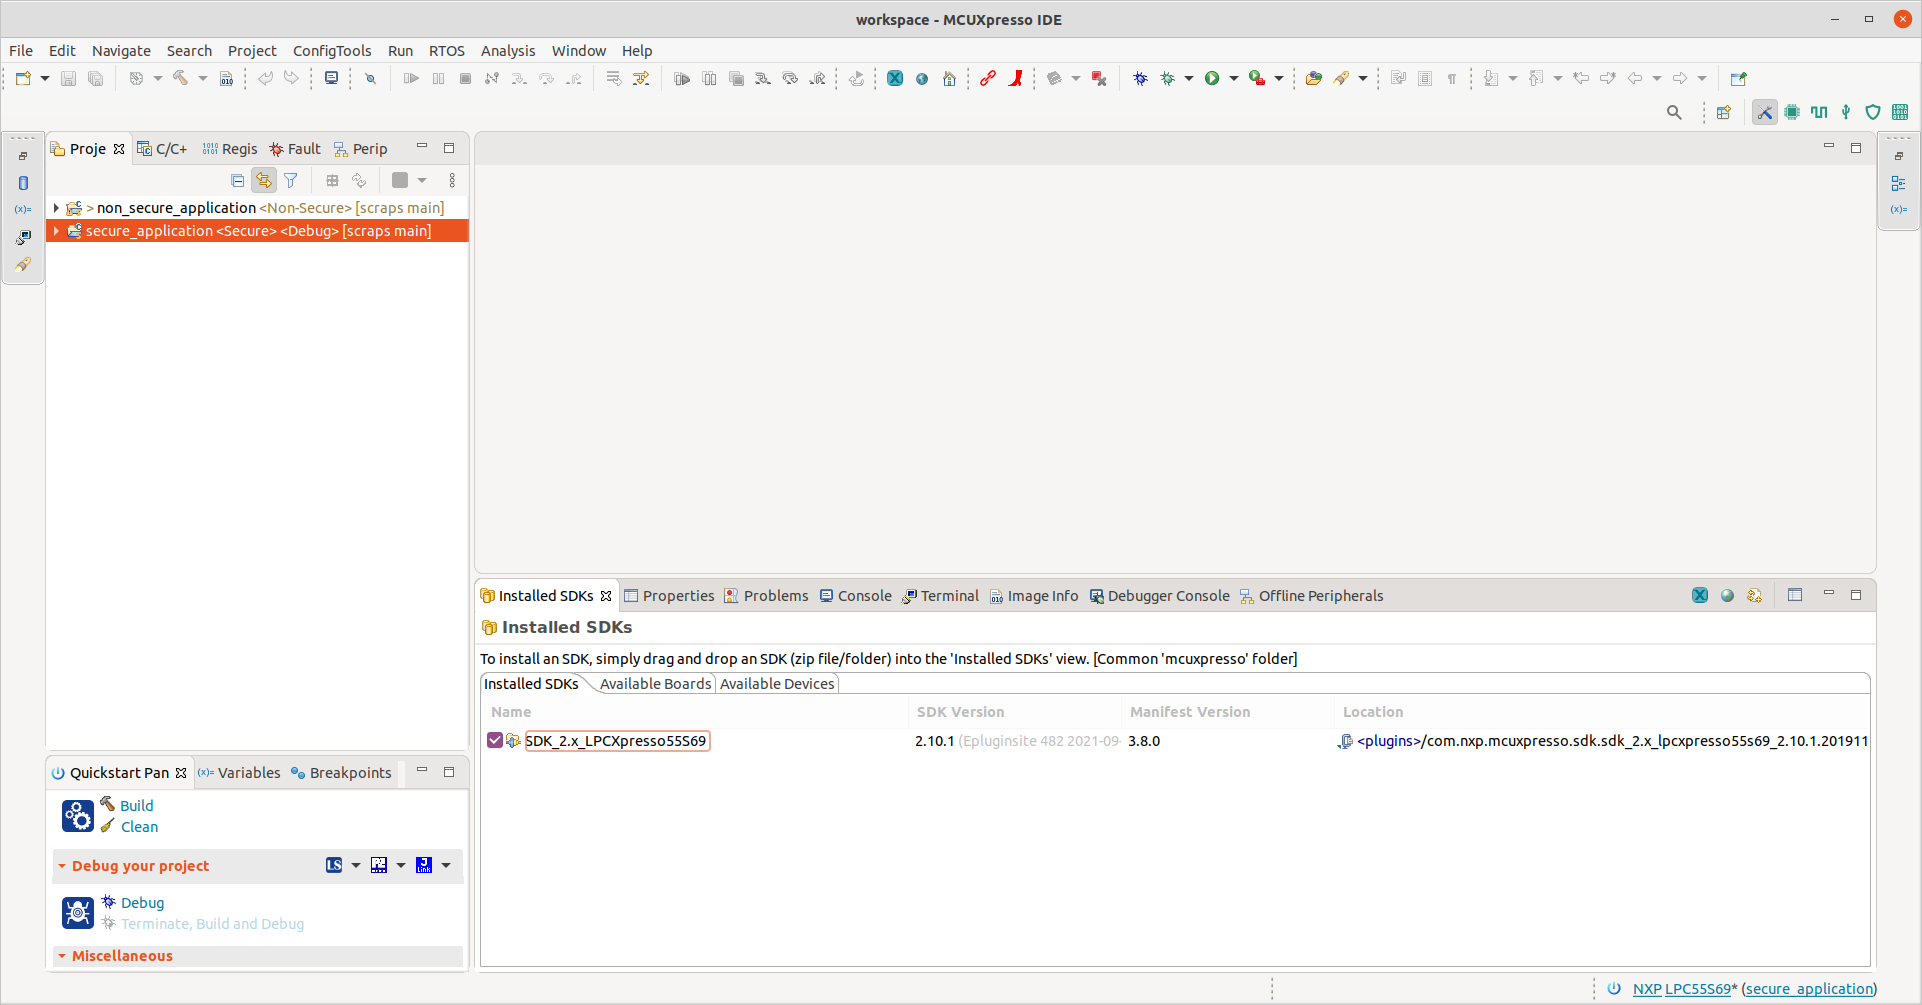 workspace - MCUXpresso IDE
File Edit Navigate Search Project ConfigTools Run RTOS Analysis Window Help
Proje C/C+ Regis Fault Perip
> non_secure_application <Non-Secure> [scraps main]
secure_application <Secure> <Debug> [scraps main]
Installed SDKs Properties Problems Console Terminal Image Info Debugger Console Offline Peripherals
Installed SDKs
To install an SDK, simply drag and drop an SDK (zip file/folder) into the 'Installed SDKs' view. [Common 'mcuxpresso' folder]
Installed SDKs Available Boards Available Devices
Name SDK Version Manifest Version Location
SDK_2.x_LPCXpresso55S69 2.10.1 (Epluginsite 482 2021-09- 3.8.0 <plugins>/com.nxp.mcuxpresso.sdk.sdk_2.x_lpcxpresso55s69_2.10.1.201911
Quickstart Pan (x)= Variables Breakpoints
Build
Clean
Debug your project LS
Debug
Terminate, Build and Debug
Miscellaneous
NXP LPC55S69* (secure_application)